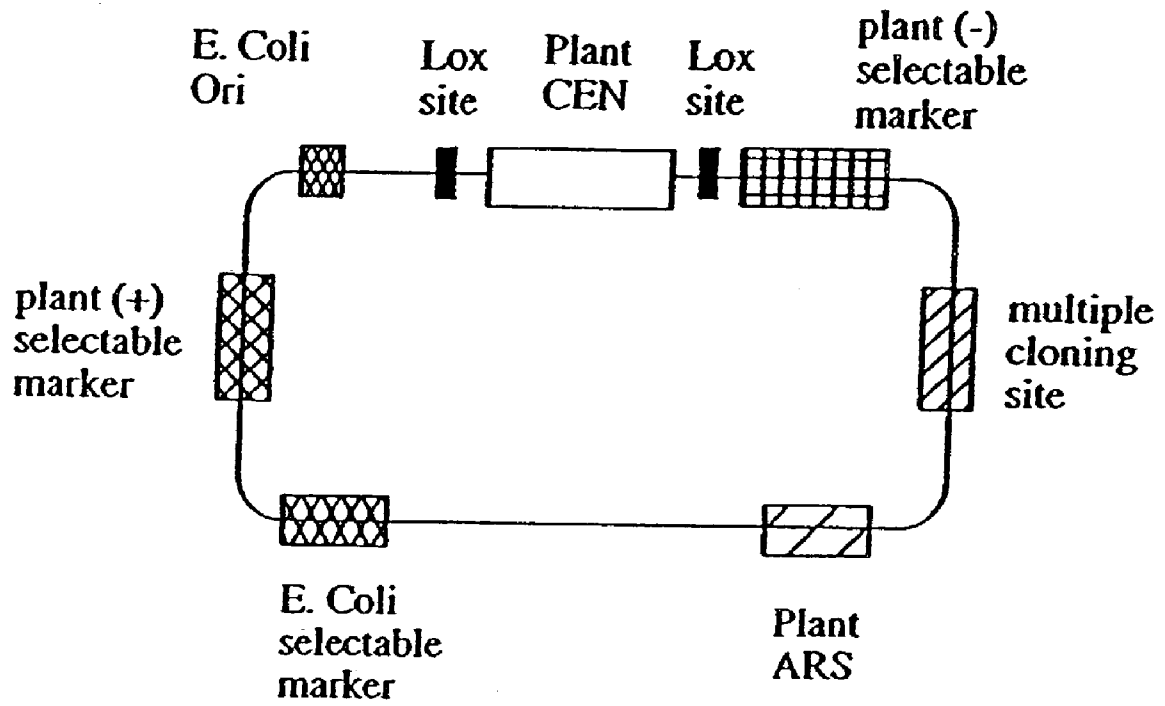 E. Coli
Ori
Lox
site
Plant
CEN
Lox
site
plant (-)
selectable
marker
plant (+)
selectable
marker
multiple
cloning
site
E. Coli
selectable
marker
Plant
ARS